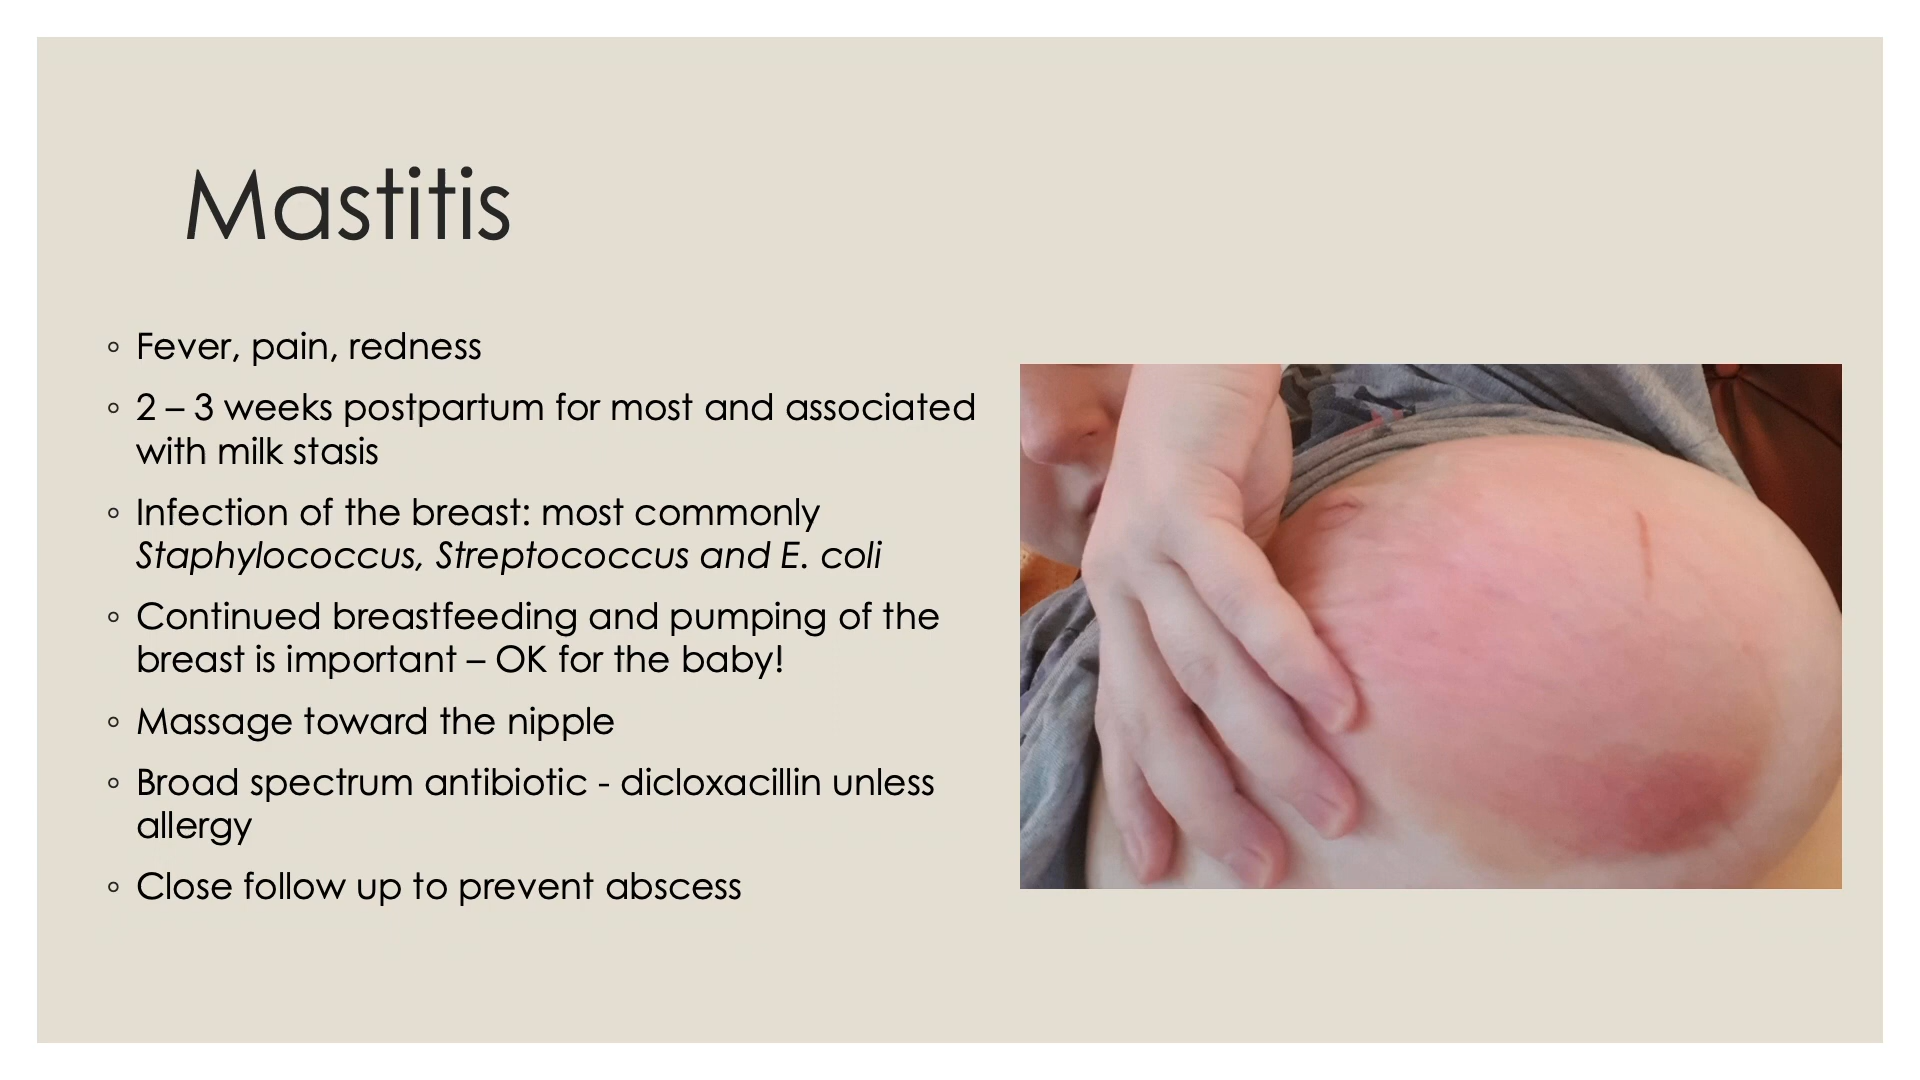 Mastitis
◦ Fever, pain, redness
◦ 2 – 3 weeks postpartum for most and associated
with milk stasis
◦ Infection of the breast: most commonly
Staphylococcus, Streptococcus and E. coli
◦ Continued breastfeeding and pumping of the
breast is important – OK for the baby!
◦ Massage toward the nipple
◦ Broad spectrum antibiotic - dicloxacillin unless
allergy
◦ Close follow up to prevent abscess